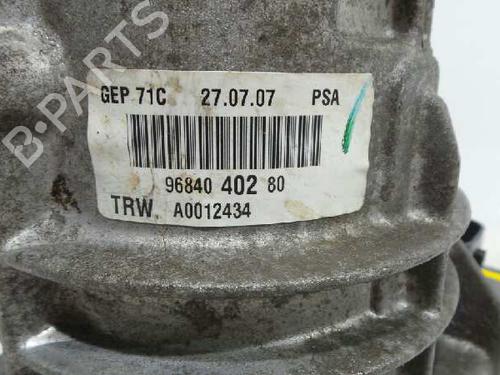 B-PARTS
GEP 71C 27.07.07 PSA
96840 402 80
TRW A0012434